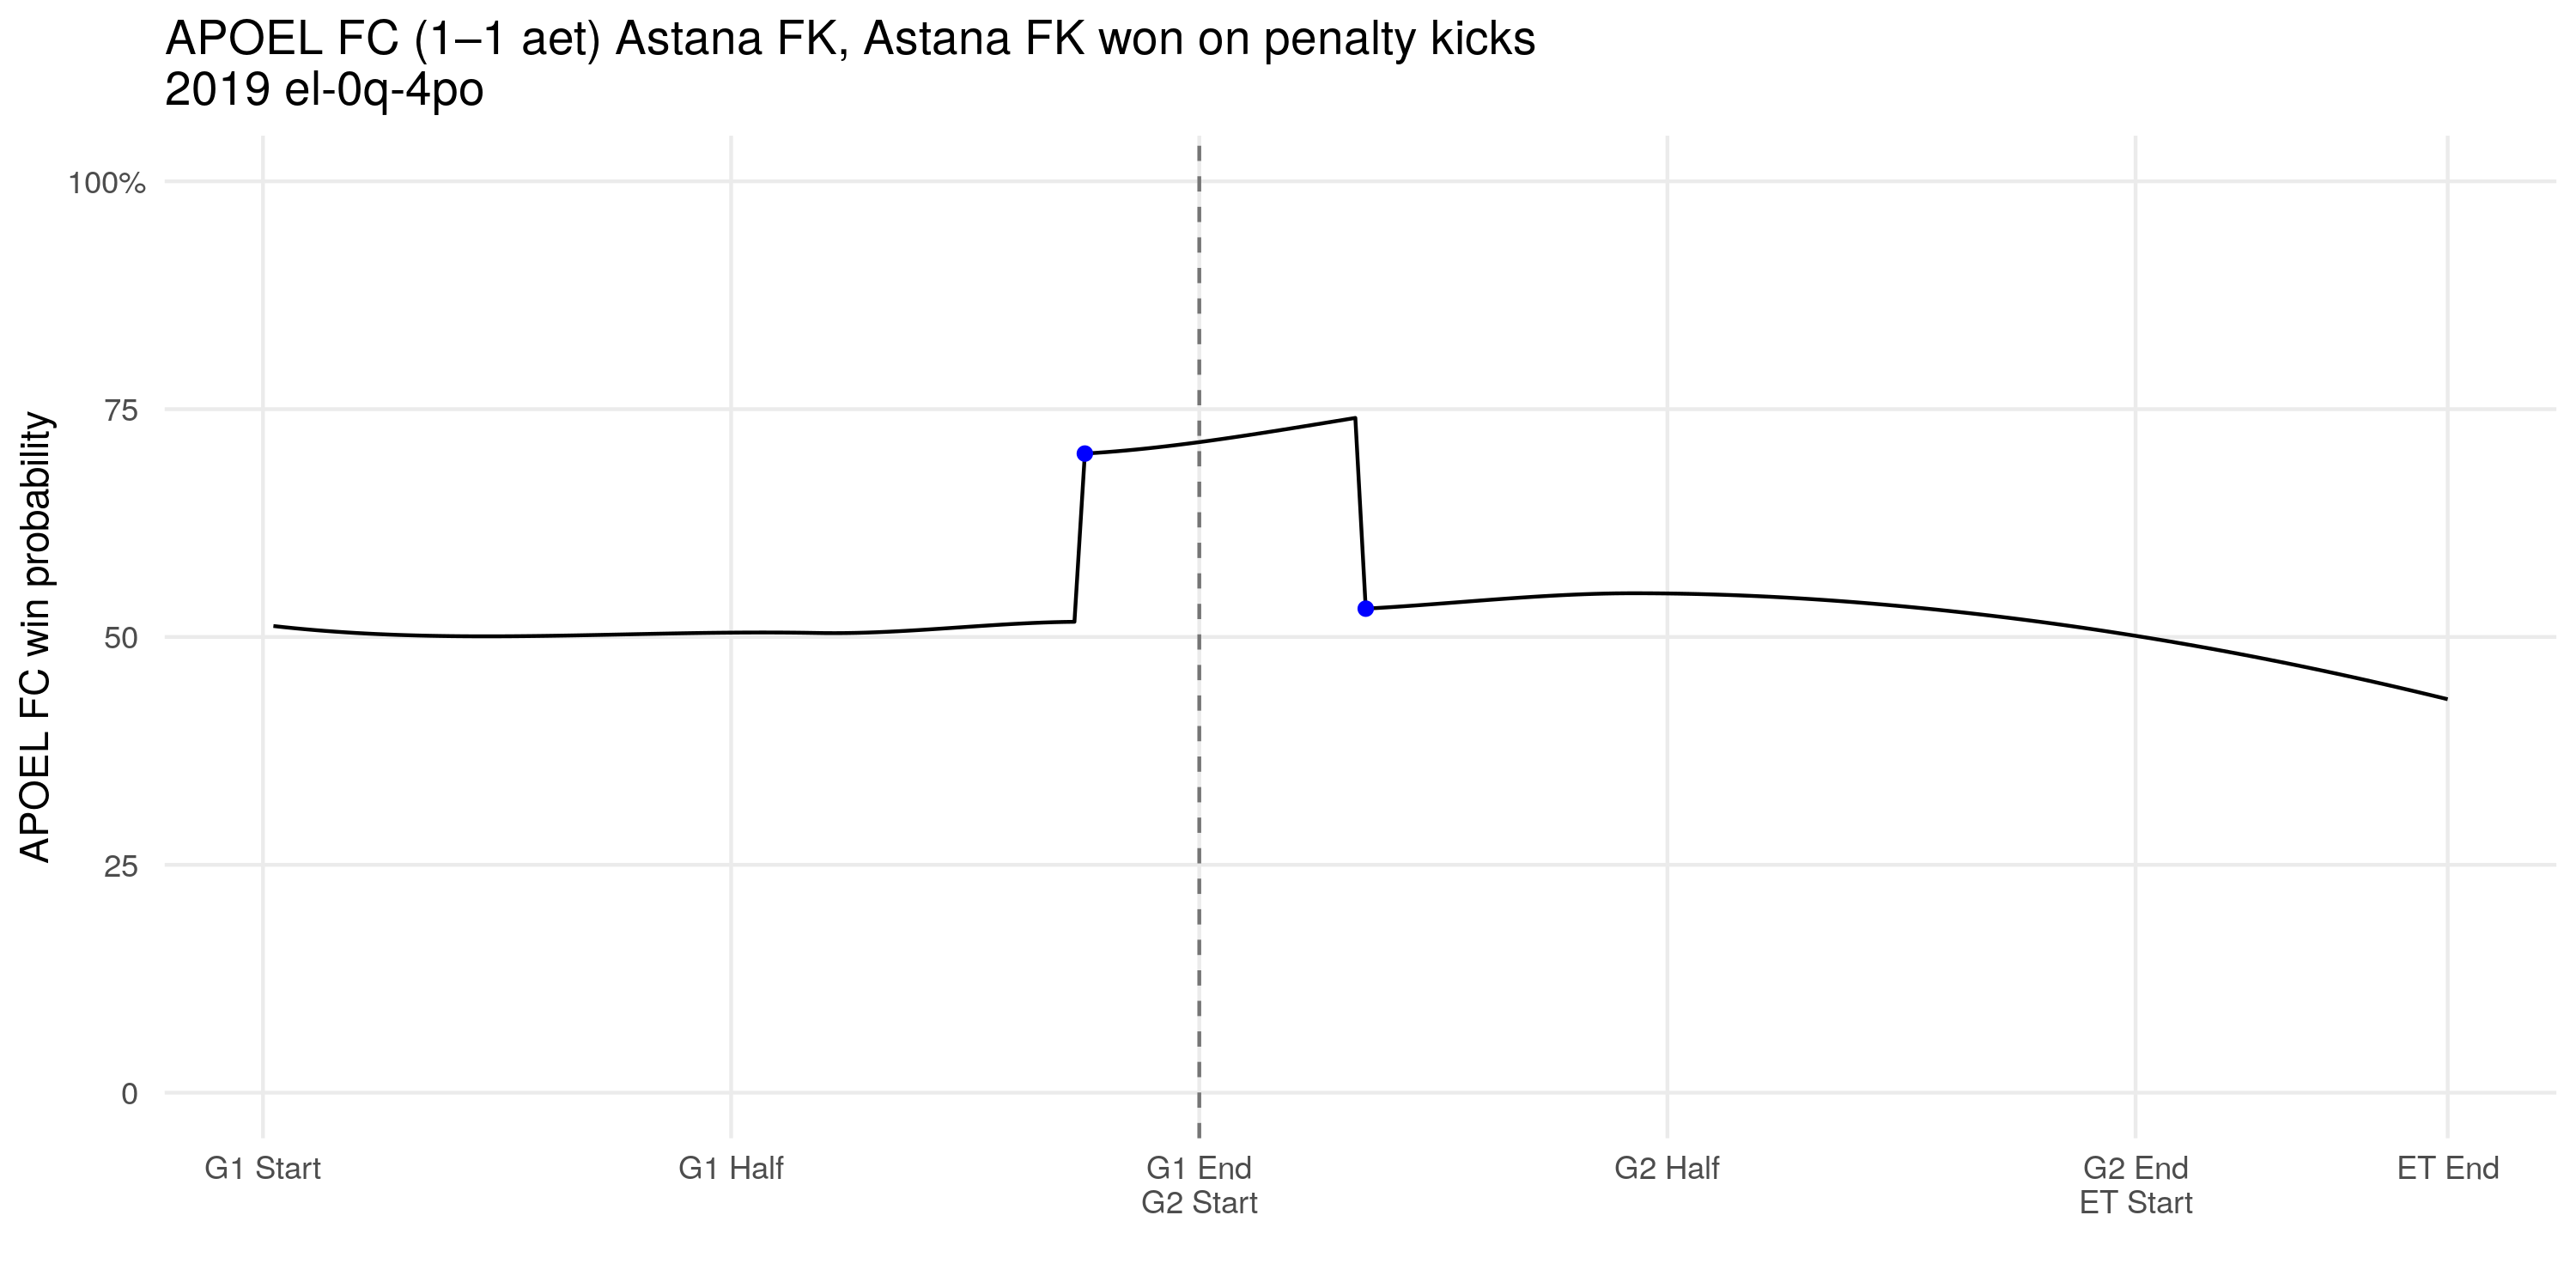 APOEL FC (1–1 aet) Astana FK, Astana FK won on penalty kicks
2019 el-0q-4po
APOEL FC win probability
100%
75
50
25
0
G1 Start
G1 Half
G1 End
G2 Start
G2 Half
G2 End
ET Start
ET End